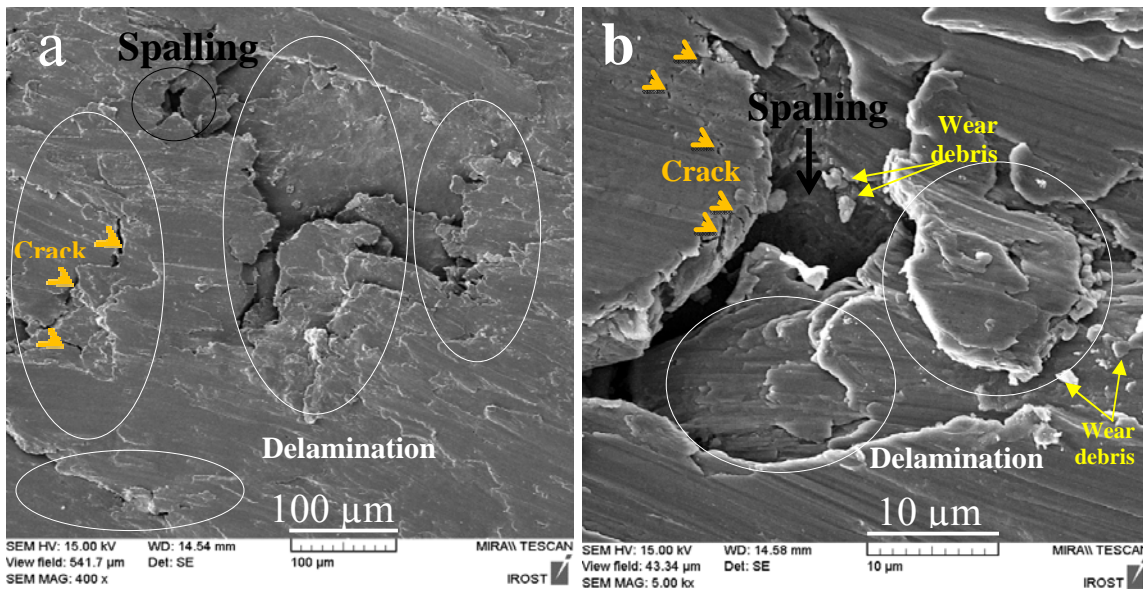 a
Spalling
Crack
Delamination
100 µm
SEM HV: 15.00 kV WD: 14.54 mm MIRA\\ TESCAN
View field: 541.7 µm Det: SE 100 µm
SEM MAG: 400 x IROST
b
Spalling
Wear
debris
Crack
Wear
debris
Delamination
10 µm
SEM HV: 15.00 kV WD: 14.58 mm MIRA\\ TESCAN
View field: 43.34 µm Det: SE 10 µm
SEM MAG: 5.00 kx IROST